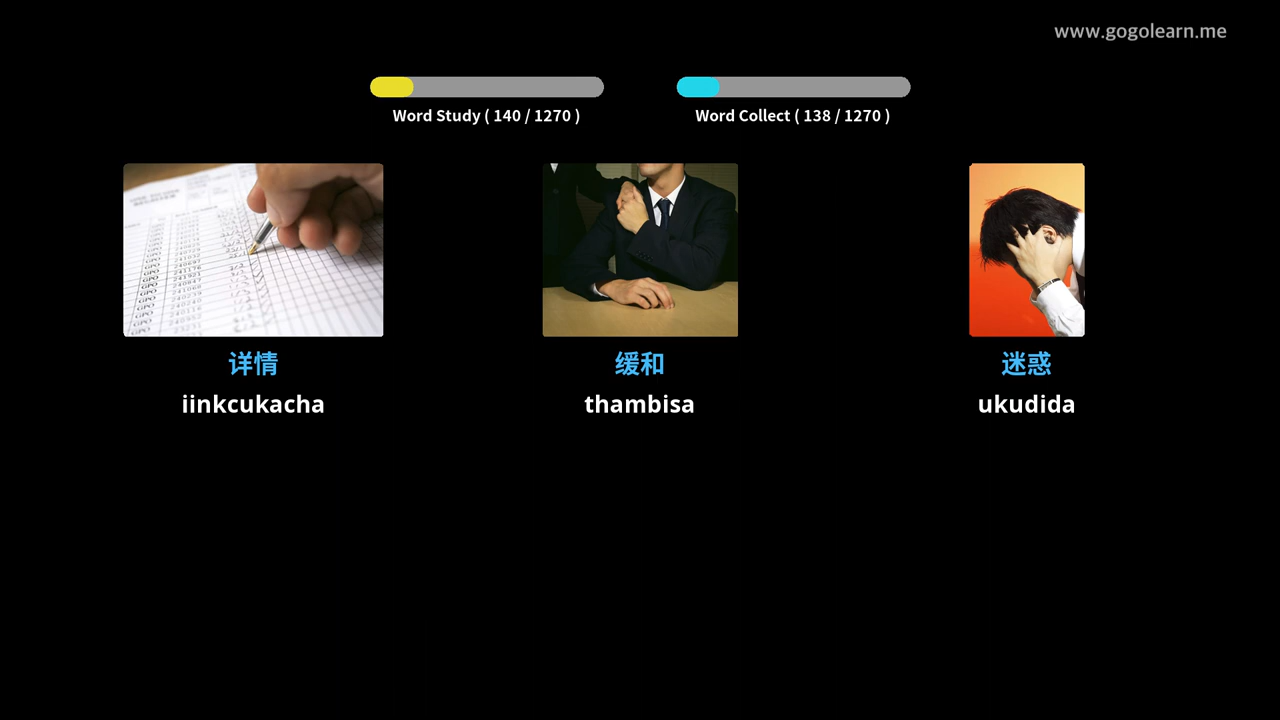 www.gogolearn.me
Word Study ( 140 / 1270 )
Word Collect ( 138 / 1270 )
详情
缓和
迷惑
iinkcukacha
thambisa
ukudida